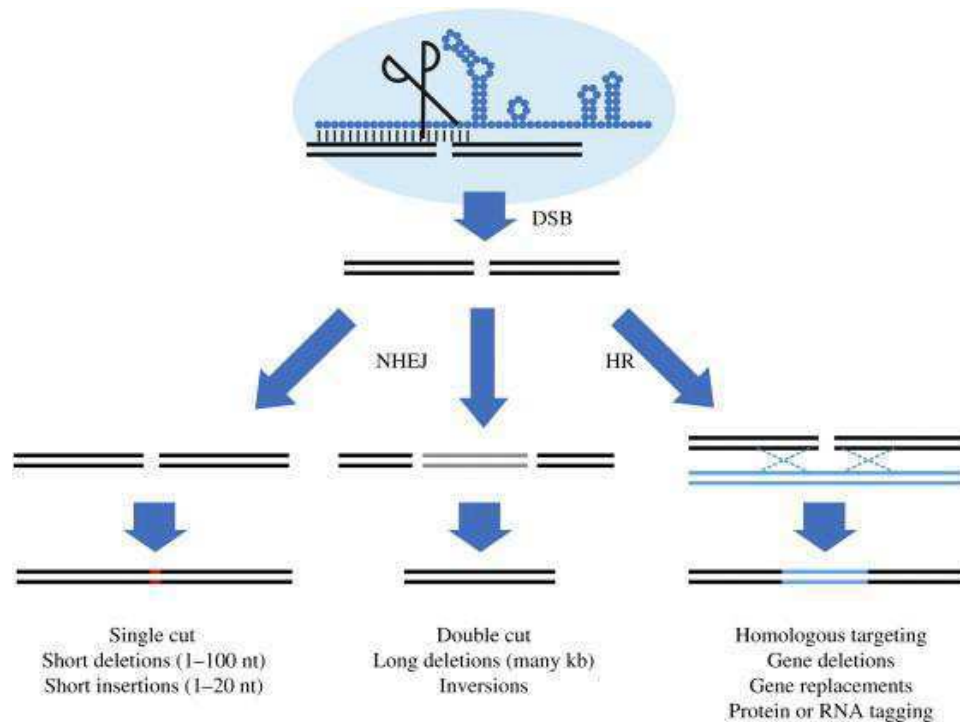 DSB
NHEJ
HR
Single cut
Short deletions (1–100 nt)
Short insertions (1–20 nt)
Double cut
Long deletions (many kb)
Inversions
Homologous targeting
Gene deletions
Gene replacements
Protein or RNA tagging